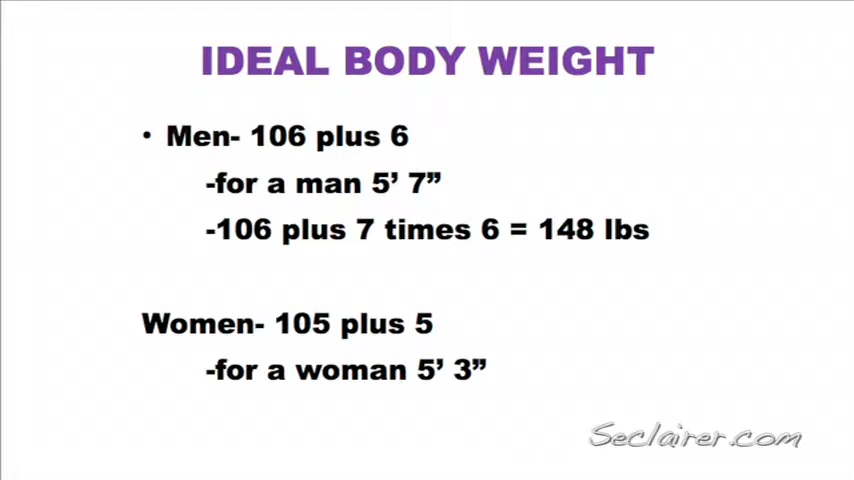 IDEAL BODY WEIGHT
• Men- 106 plus 6
-for a man 5’ 7”
-106 plus 7 times 6 = 148 lbs
Women- 105 plus 5
-for a woman 5’ 3”
Seclairer.com